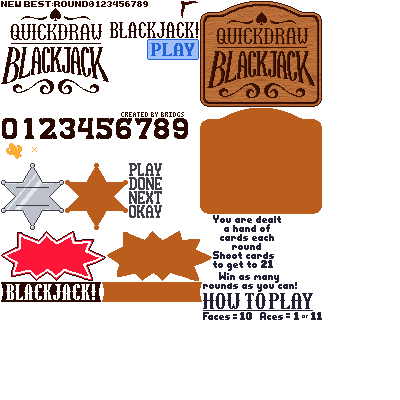 NEW BEST:ROUND0123456789
QUICKDRAW
BLACKJACK
BLACKJACK!
PLAY
QUICKDRAW
BLACKJACK
CREATED BY BRIDGS
0123456789
PLAY
DONE
NEXT
OKAY
BLACKJACK!
You are dealt
a hand of
cards each
round
Shoot cards
to get to 21
Win as many
rounds as you can!
HOW TO PLAY
Faces = 10 Aces = 1 or 11